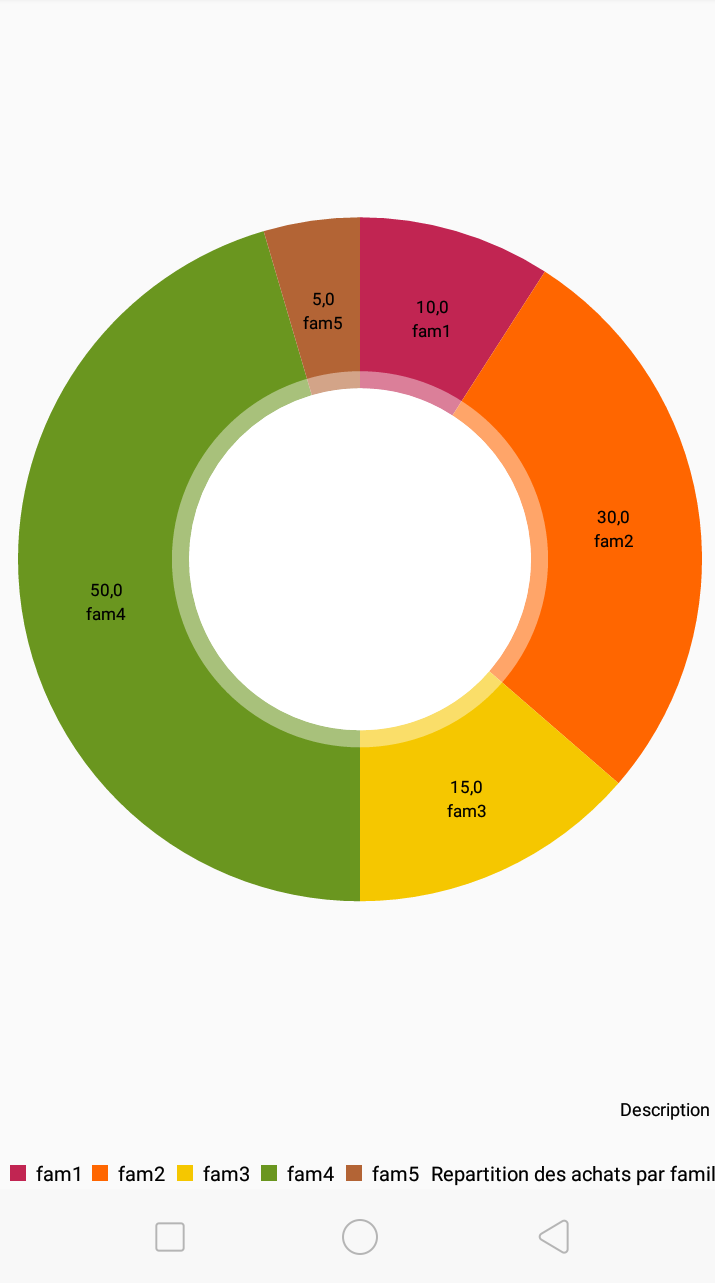 5,0
fam5
10,0
fam1
30,0
fam2
50,0
fam4
15,0
fam3
Description
fam1 fam2 fam3 fam4 fam5 Repartition des achats par famil